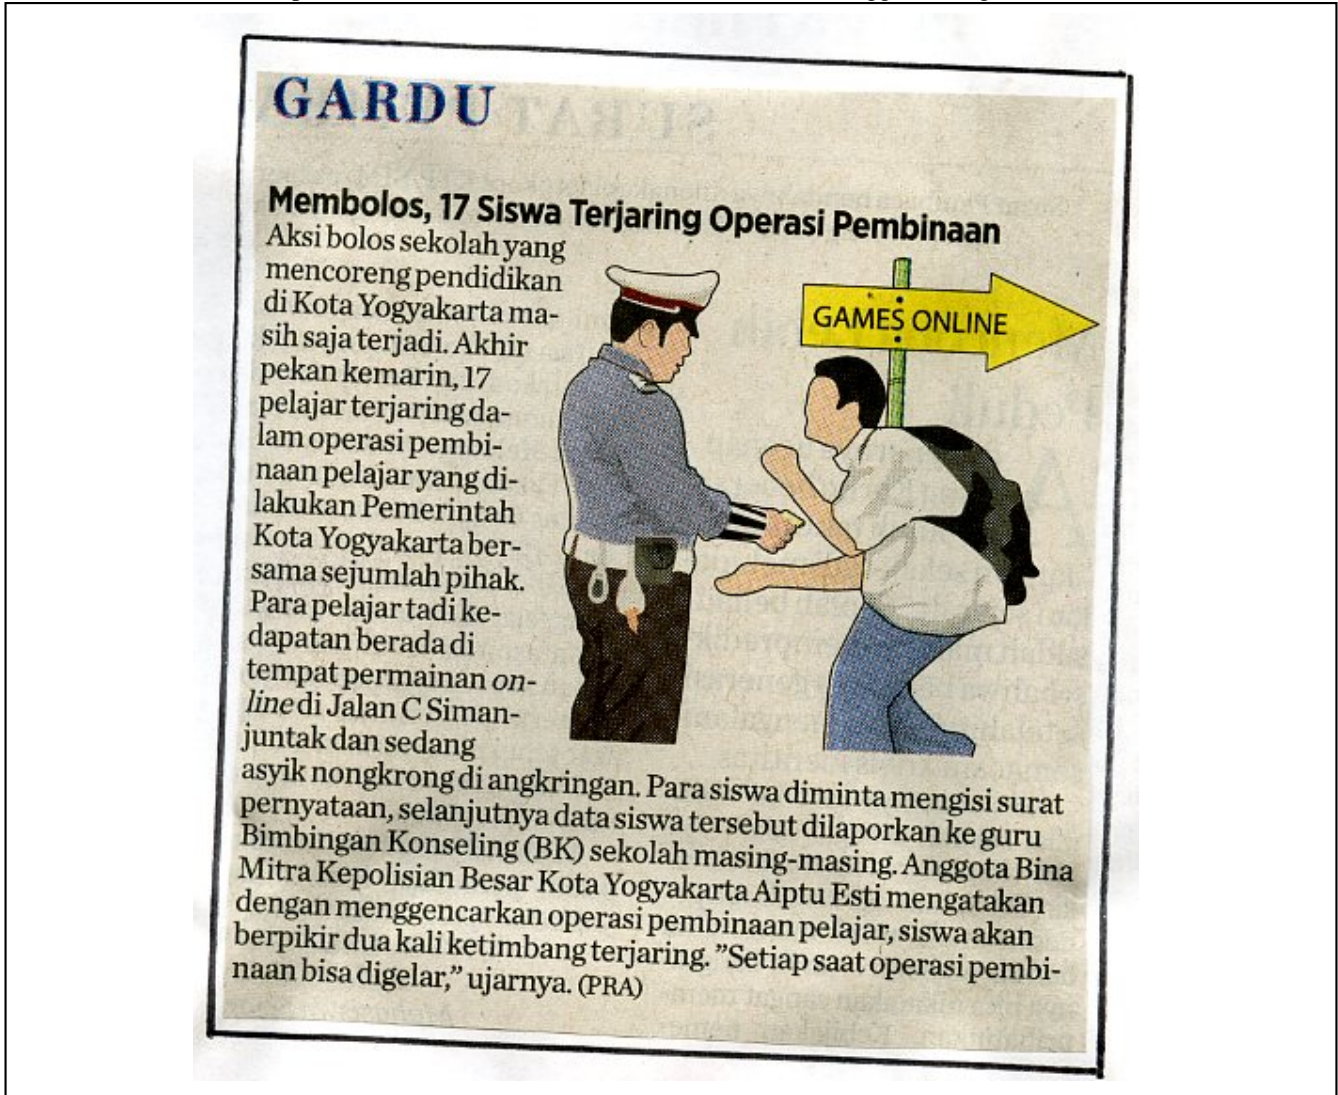 GARDU
Membolos, 17 Siswa Terjaring Operasi Pembinaan
Aksi bolos sekolah yang
mencoreng pendidikan
di Kota Yogyakarta ma-
sih saja terjadi. Akhir
pekan kemarin, 17
pelajar terjaring da-
lam operasi pembi-
naan pelajar yang di-
lakukan Pemerintah
Kota Yogyakarta ber-
sama sejumlah pihak.
Para pelajar tadi ke-
dapatan berada di
tempat permainan on-
line di Jalan C Siman-
juntak dan sedang
asyik nongkrong di angkringan. Para siswa diminta mengisi surat
pernyataan, selanjutnya data siswa tersebut dilaporkan ke guru
Bimbingan Konseling (BK) sekolah masing-masing. Anggota Bina
Mitra Kepolisian Besar Kota Yogyakarta Aiptu Esti mengatakan
dengan menggencarkan operasi pembinaan pelajar, siswa akan
berpikir dua kali ketimbang terjaring. ”Setiap saat operasi pembi-
naan bisa digelar,” ujarnya. (PRA)
GAMES ONLINE